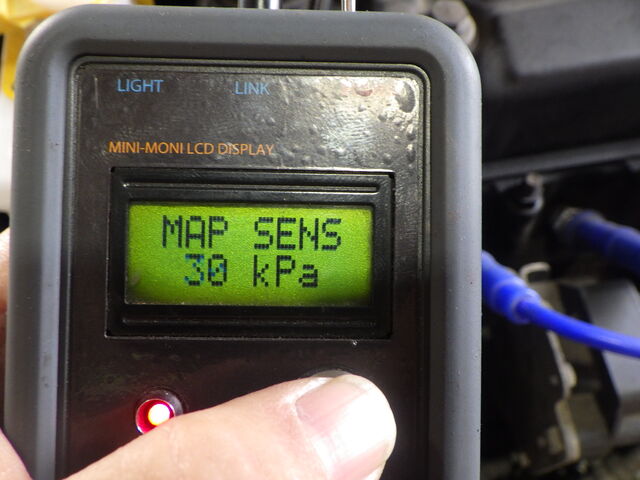 LIGHT LINK
MINI-MONI LCD DISPLAY
MAP SENS
30 kPa